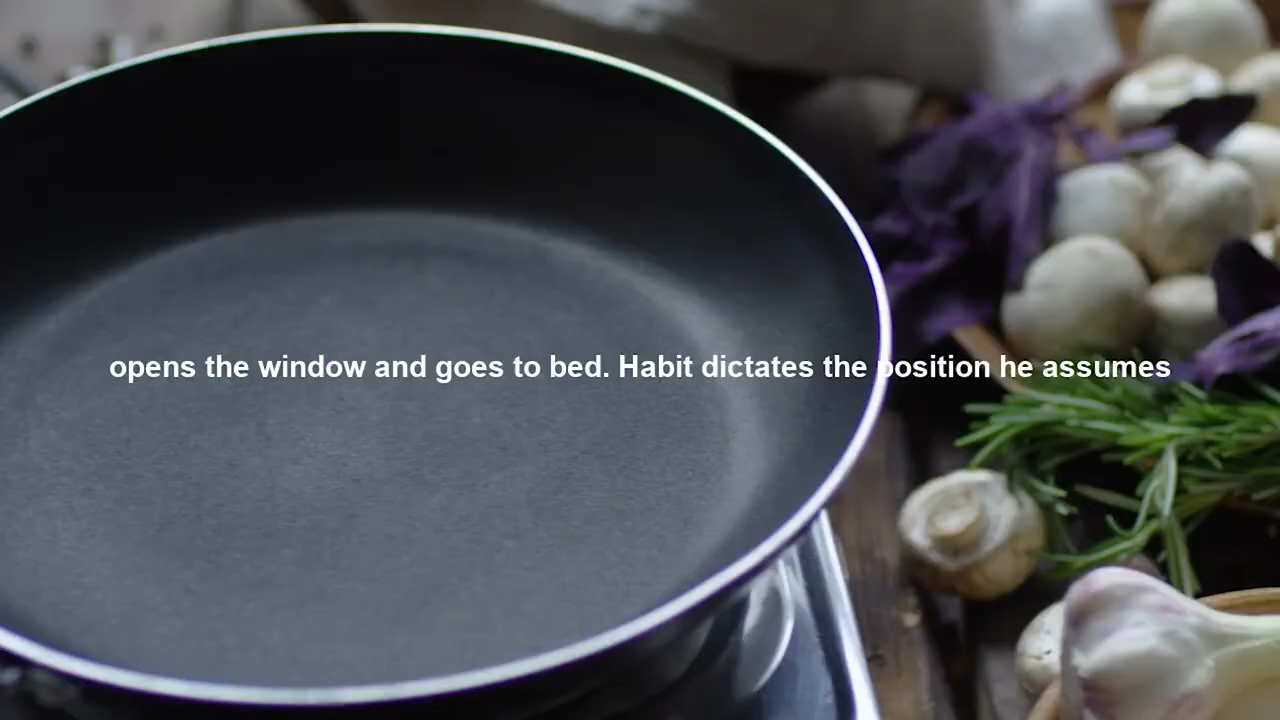 opens the window and goes to bed. Habit dictates the position he assumes